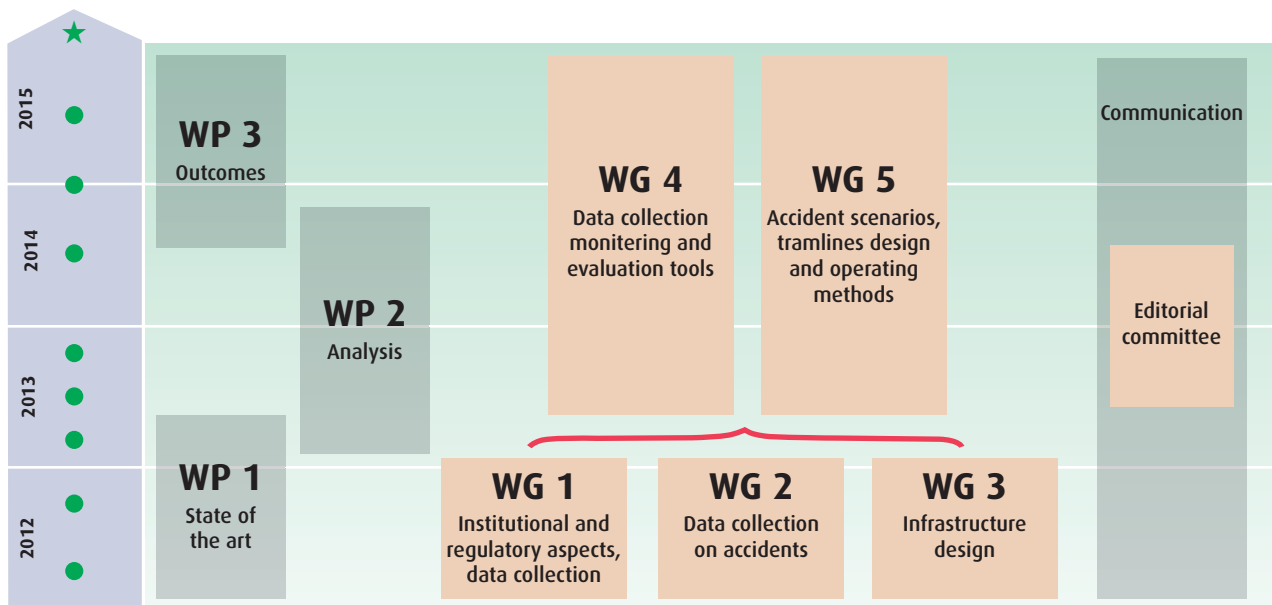 2015
2014
2013
2012
WP 3
Outcomes
WP 2
Analysis
WP 1
State of
the art
WG 4
Data collection
monitering and
evaluation tools
WG 5
Accident scenarios,
tramlines design
and operating
methods
WG 1
Institutional and
regulatory aspects,
data collection
WG 2
Data collection
on accidents
WG 3
Infrastructure
design
Communication
Editorial
committee